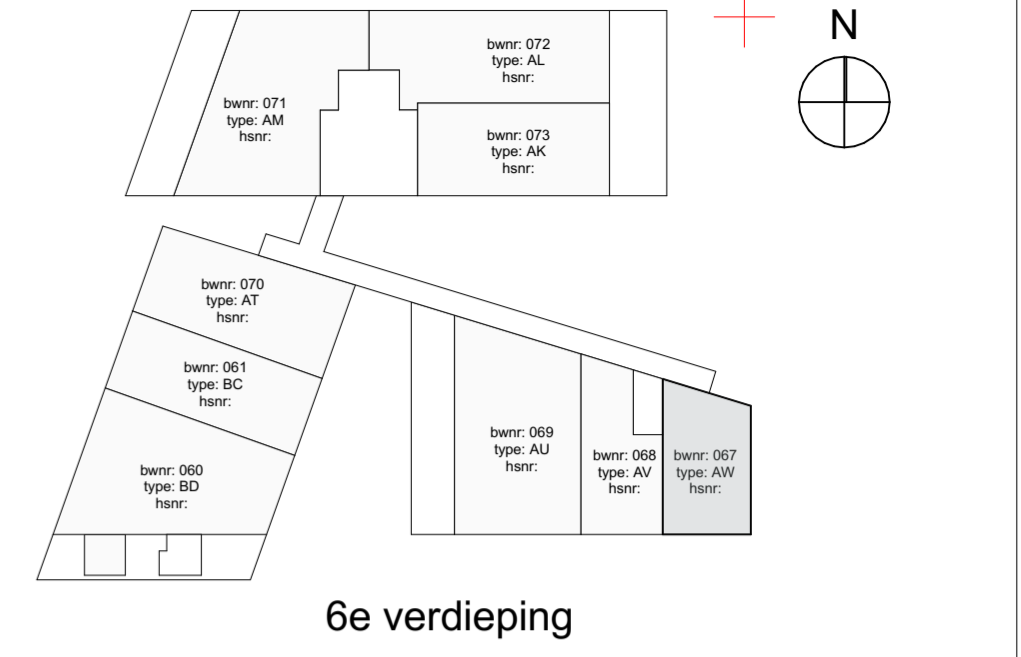 N
bwnr: 072
type: AL
hsnr:
bwnr: 071
type: AM
hsnr:
bwnr: 073
type: AK
hsnr:
bwnr: 070
type: AT
hsnr:
bwnr: 061
type: BC
hsnr:
bwnr: 060
type: BD
hsnr:
bwnr: 069
type: AU
hsnr:
bwnr: 068
type: AV
hsnr:
bwnr: 067
type: AW
hsnr:
6e verdieping